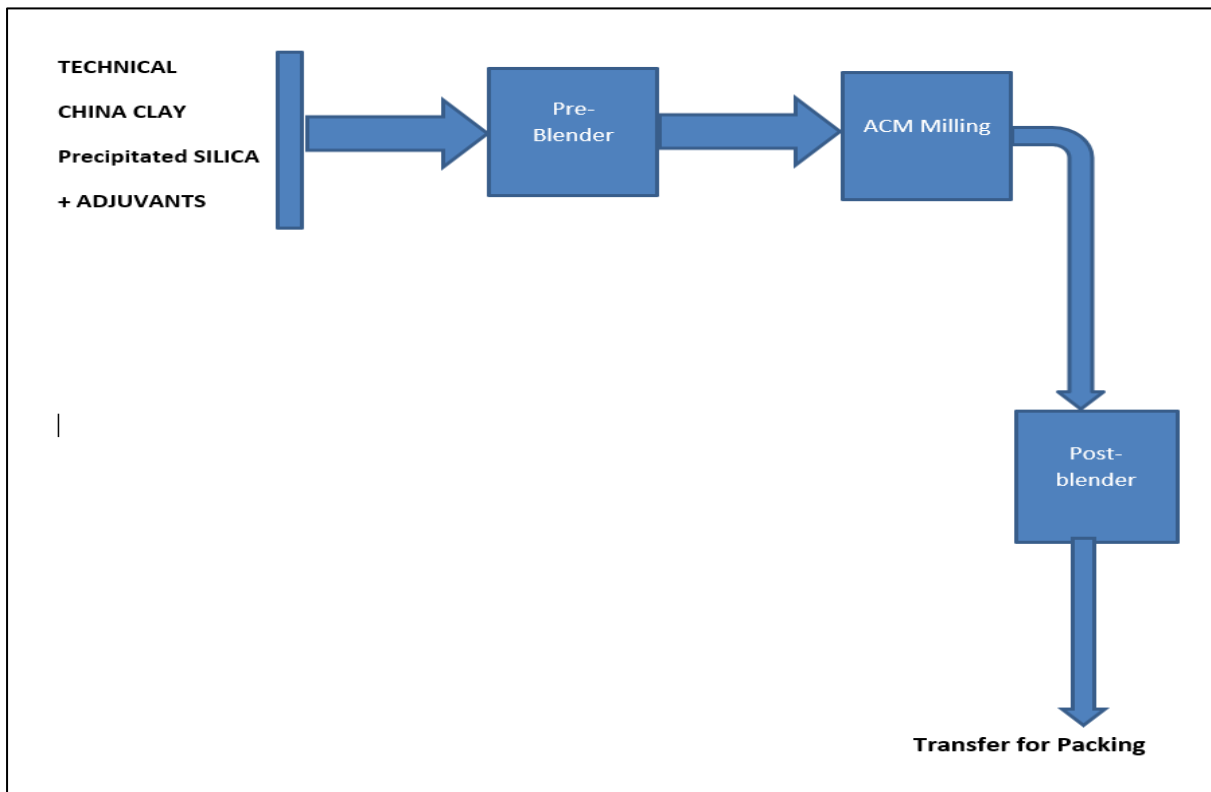 TECHNICAL
CHINA CLAY
Precipitated SILICA
+ ADJUVANTS
Pre-
Blender
ACM Milling
Post-
blender
Transfer for Packing